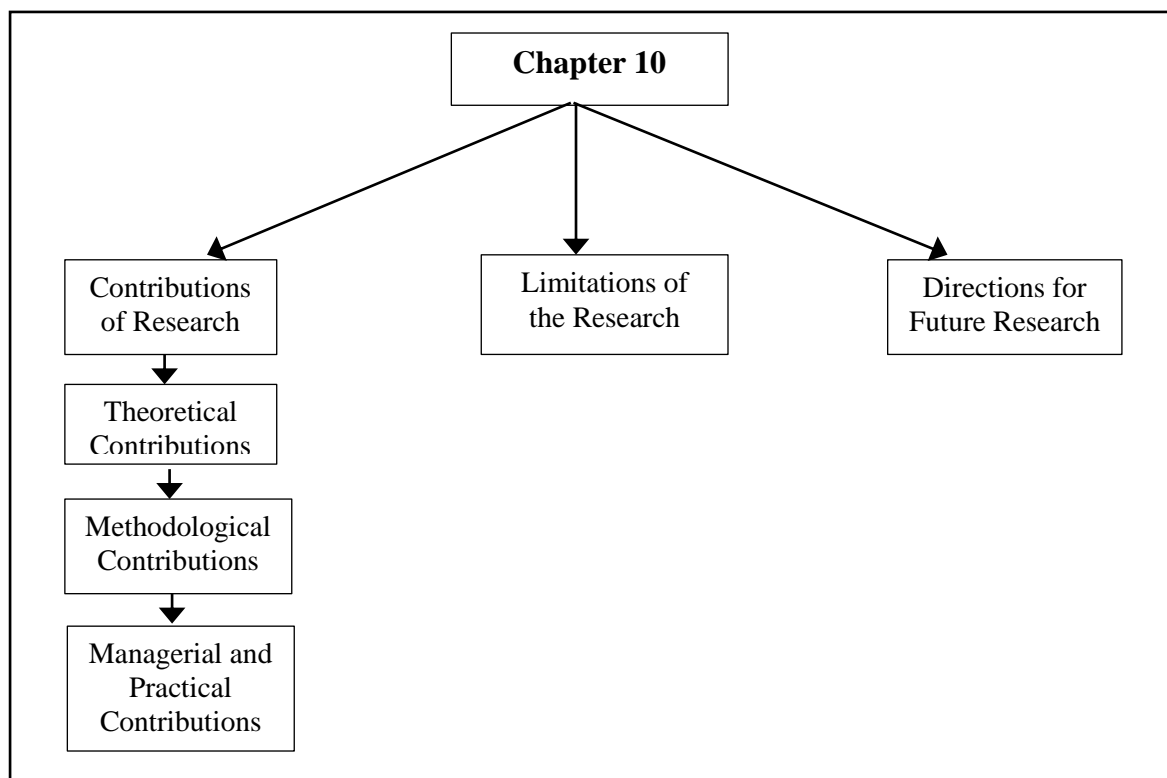 Chapter 10
Contributions
of Research
Limitations of
the Research
Directions for
Future Research
Theoretical
Contributions
Methodological
Contributions
Managerial and
Practical
Contributions